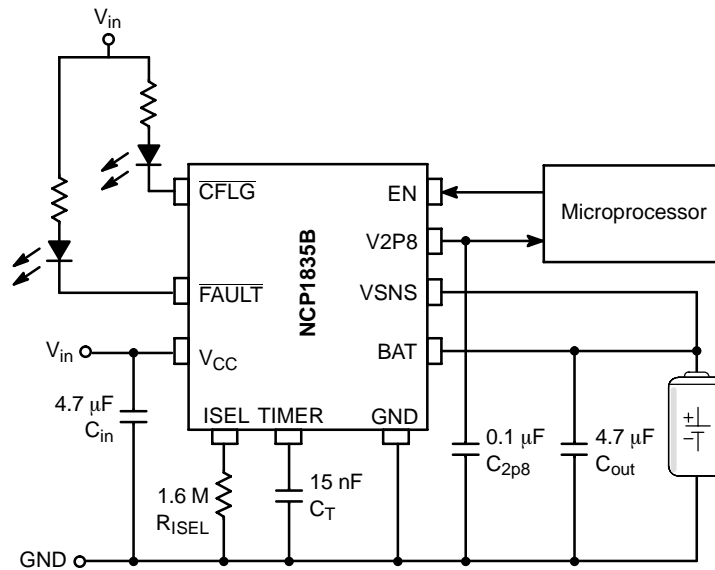 Vin
CFLG
FAULT
Vin
VCC
4.7 μF
Cin
ISEL TIMER GND
NCP1835B
EN
V2P8
VSNS
BAT
Microprocessor
1.6 M
RISEL
15 nF
CT
0.1 μF
C2p8
4.7 μF
Cout
+
−
GND